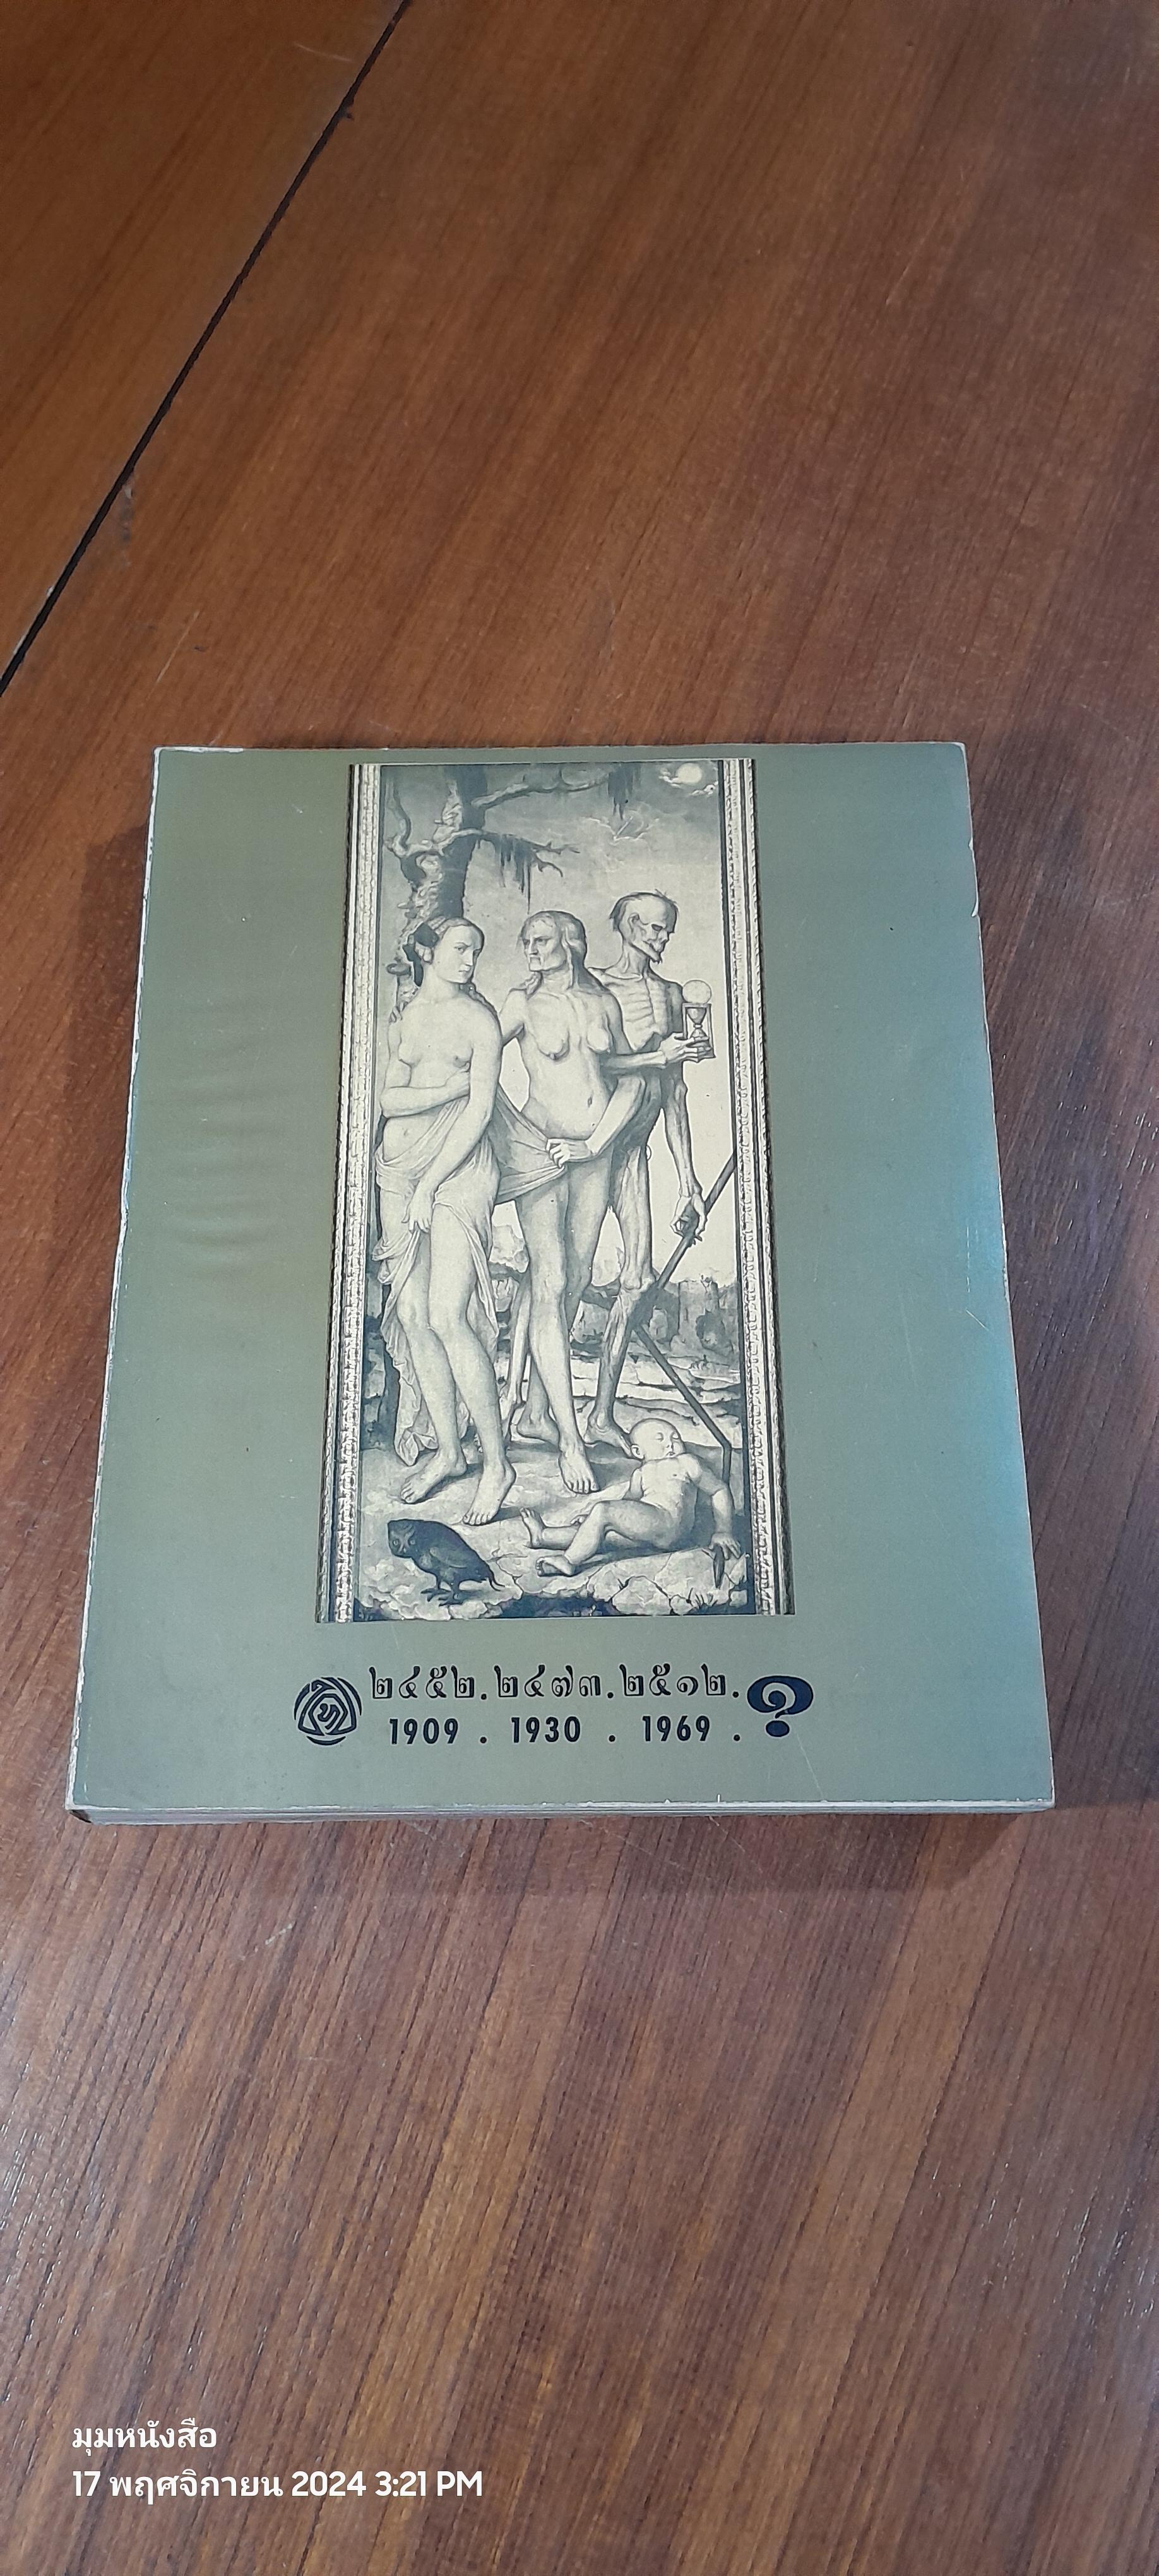 ๒๔๕๒.๒๔๗๓.๒๕๑๒.?
1909 . 1930 . 1969 .
มุมหนังสือ
17 พฤศจิกายน 2024 3:21 PM